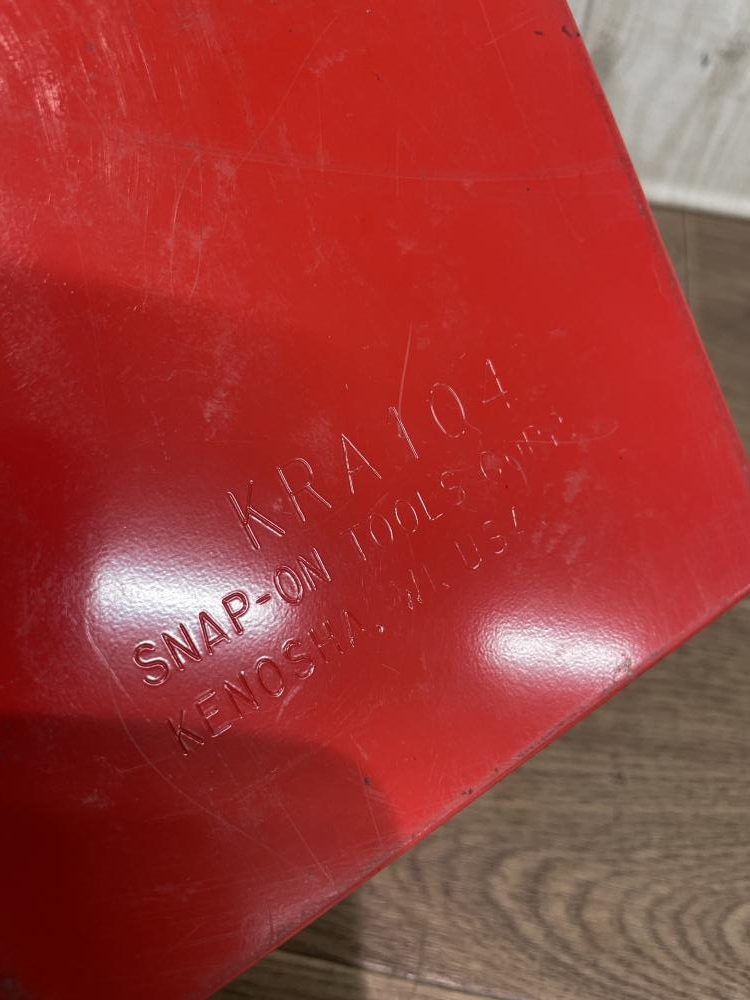 KRA104
SNAP-ON TOOLS CORP.
KENOSHA, WI. USA